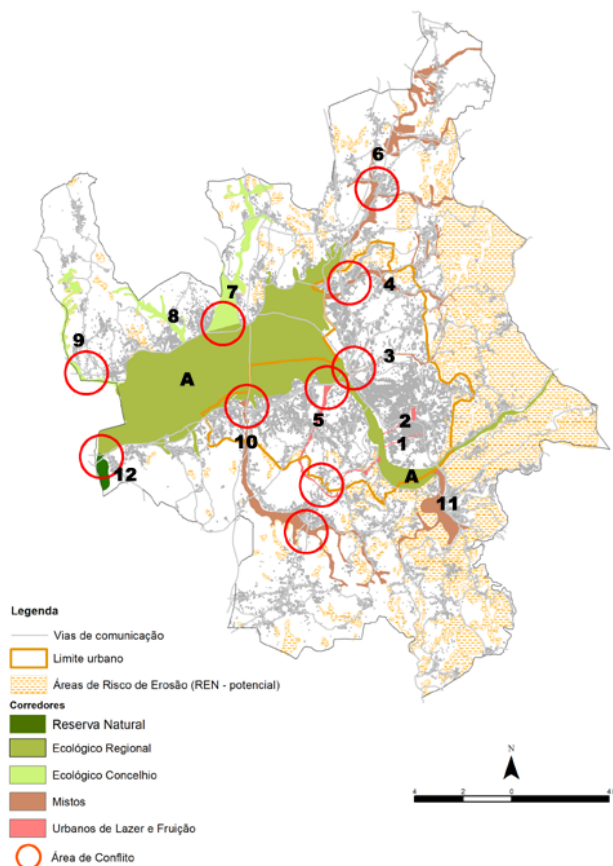 6
7
4
8
9
3
A
5
2
1
10
A
12
11
Legenda
Vias de comunicação
Limite urbano
Áreas de Risco de Erosão (REN - potencial)
Corredores
Reserva Natural
Ecológico Regional
Ecológico Concelhio
Mistos
Urbanos de Lazer e Fruição
Área de Conflito
N
4 2 0